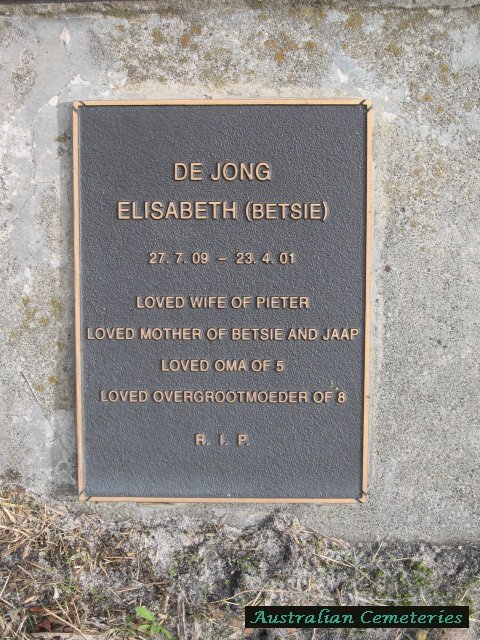 DE JONG
ELISABETH (BETSIE)
27. 7. 09 – 23. 4. 01
LOVED WIFE OF PIETER
LOVED MOTHER OF BETSIE AND JAAP
LOVED OMA OF 5
LOVED OVERGROOTMOEDER OF 8
R. I. P.
Australian Cemeteries